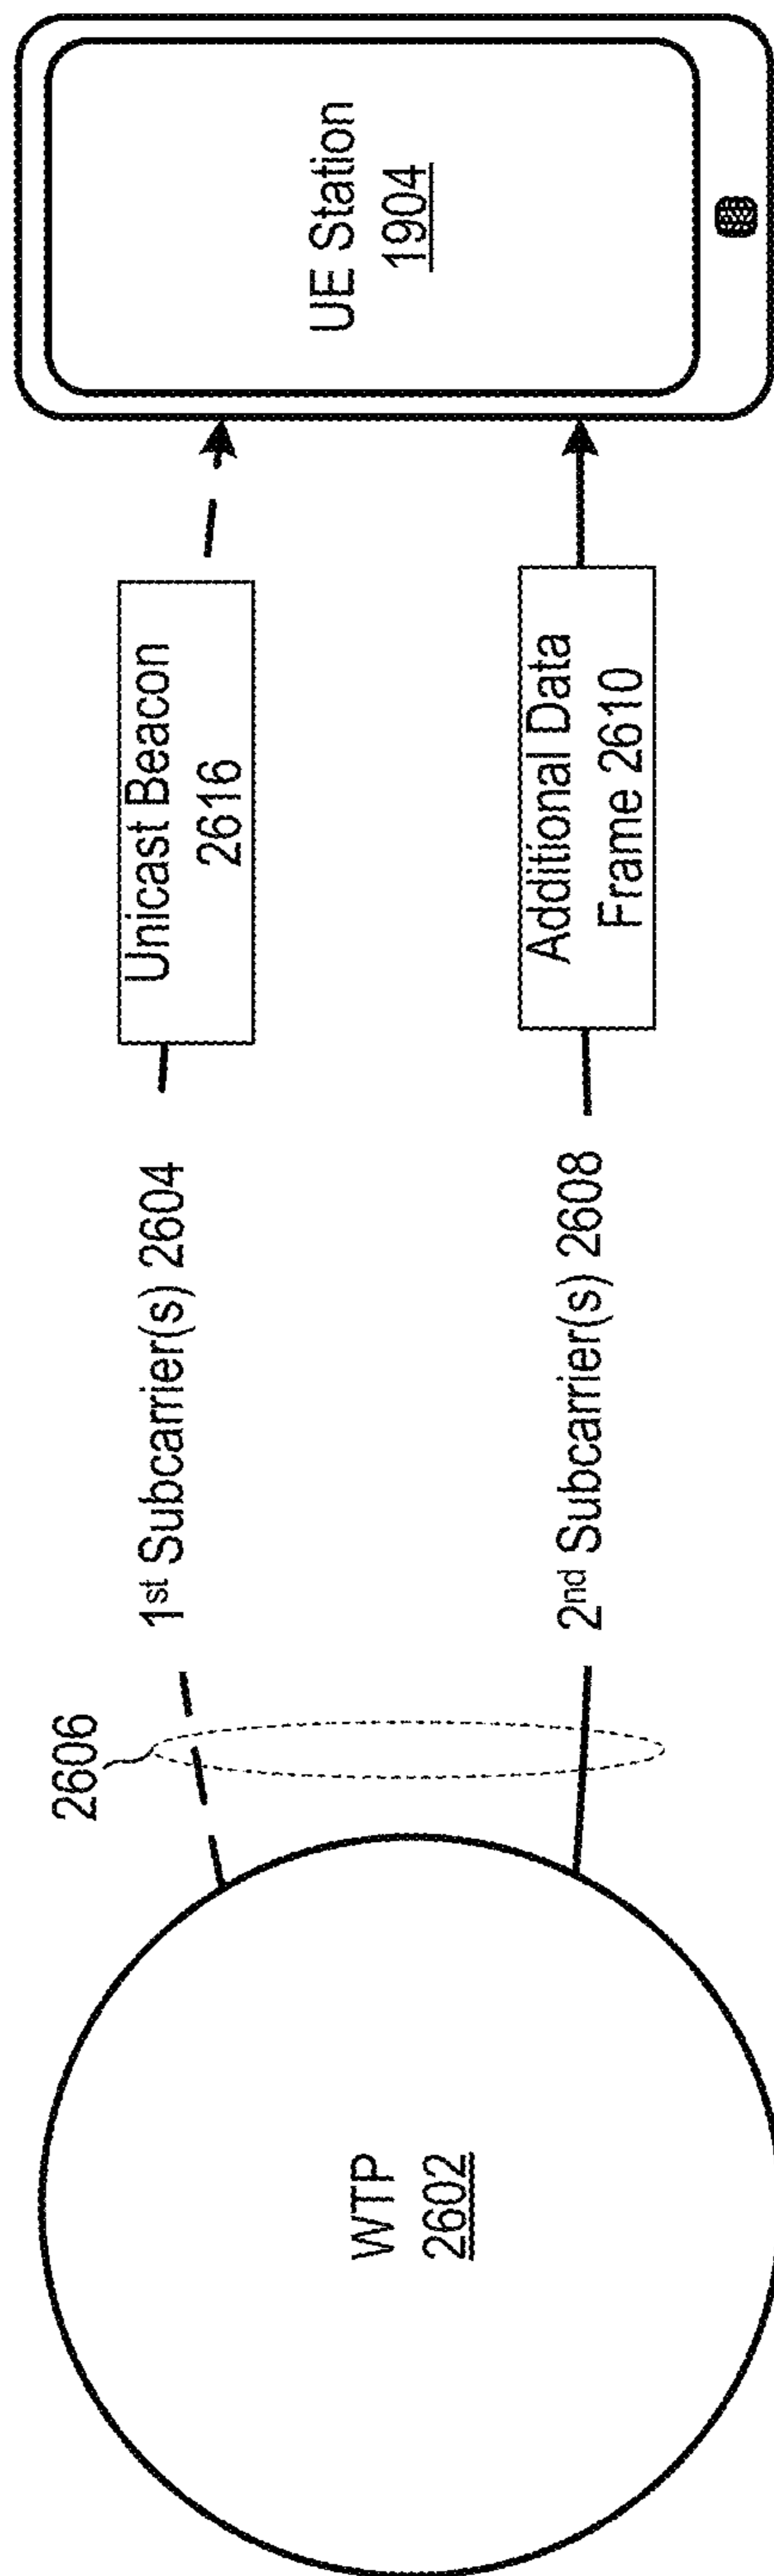 WTP
2602
2606
1st Subcarrier(s) 2604
Unicast Beacon
2616
2nd Subcarrier(s) 2608
Additional Data
Frame 2610
UE Station
1904